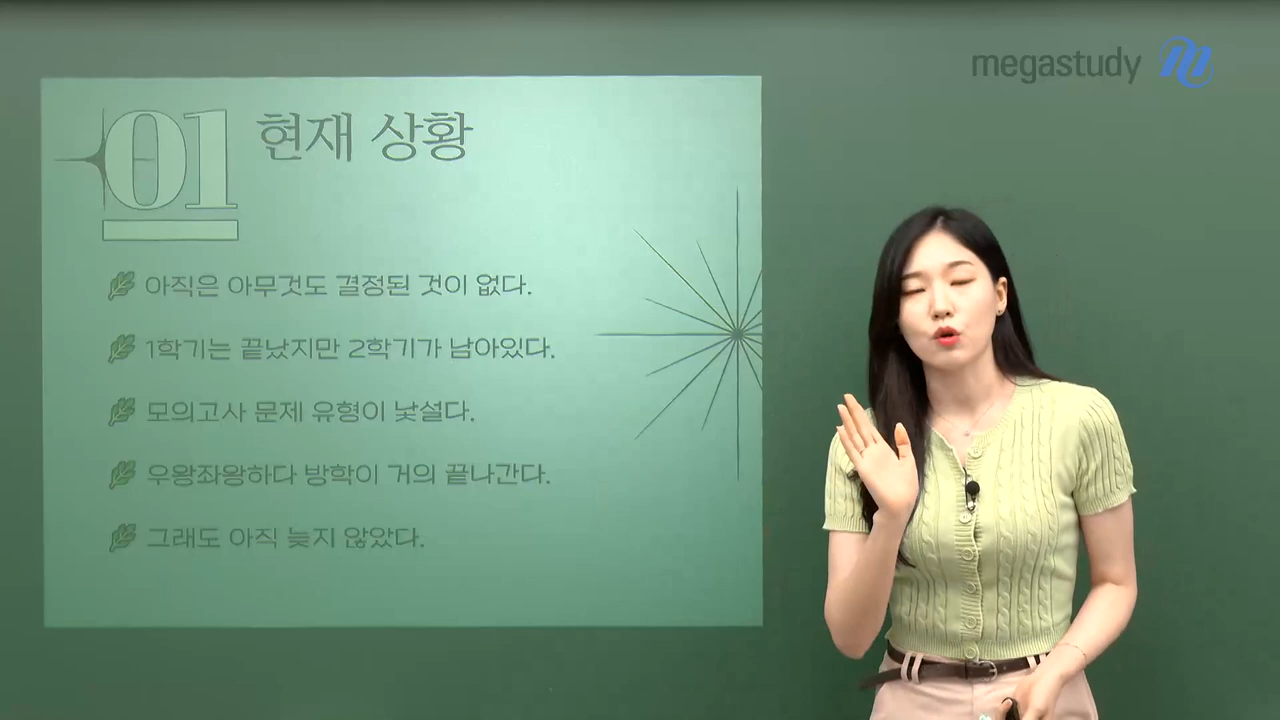 megastudy
01 현재 상황
아직은 아무것도 결정된 것이 없다.
1학기는 끝났지만 2학기가 남아있다.
모의고사 문제 유형이 낯설다.
우왕좌왕하다 방학이 거의 끝나간다.
그래도 아직 늦지 않았다.